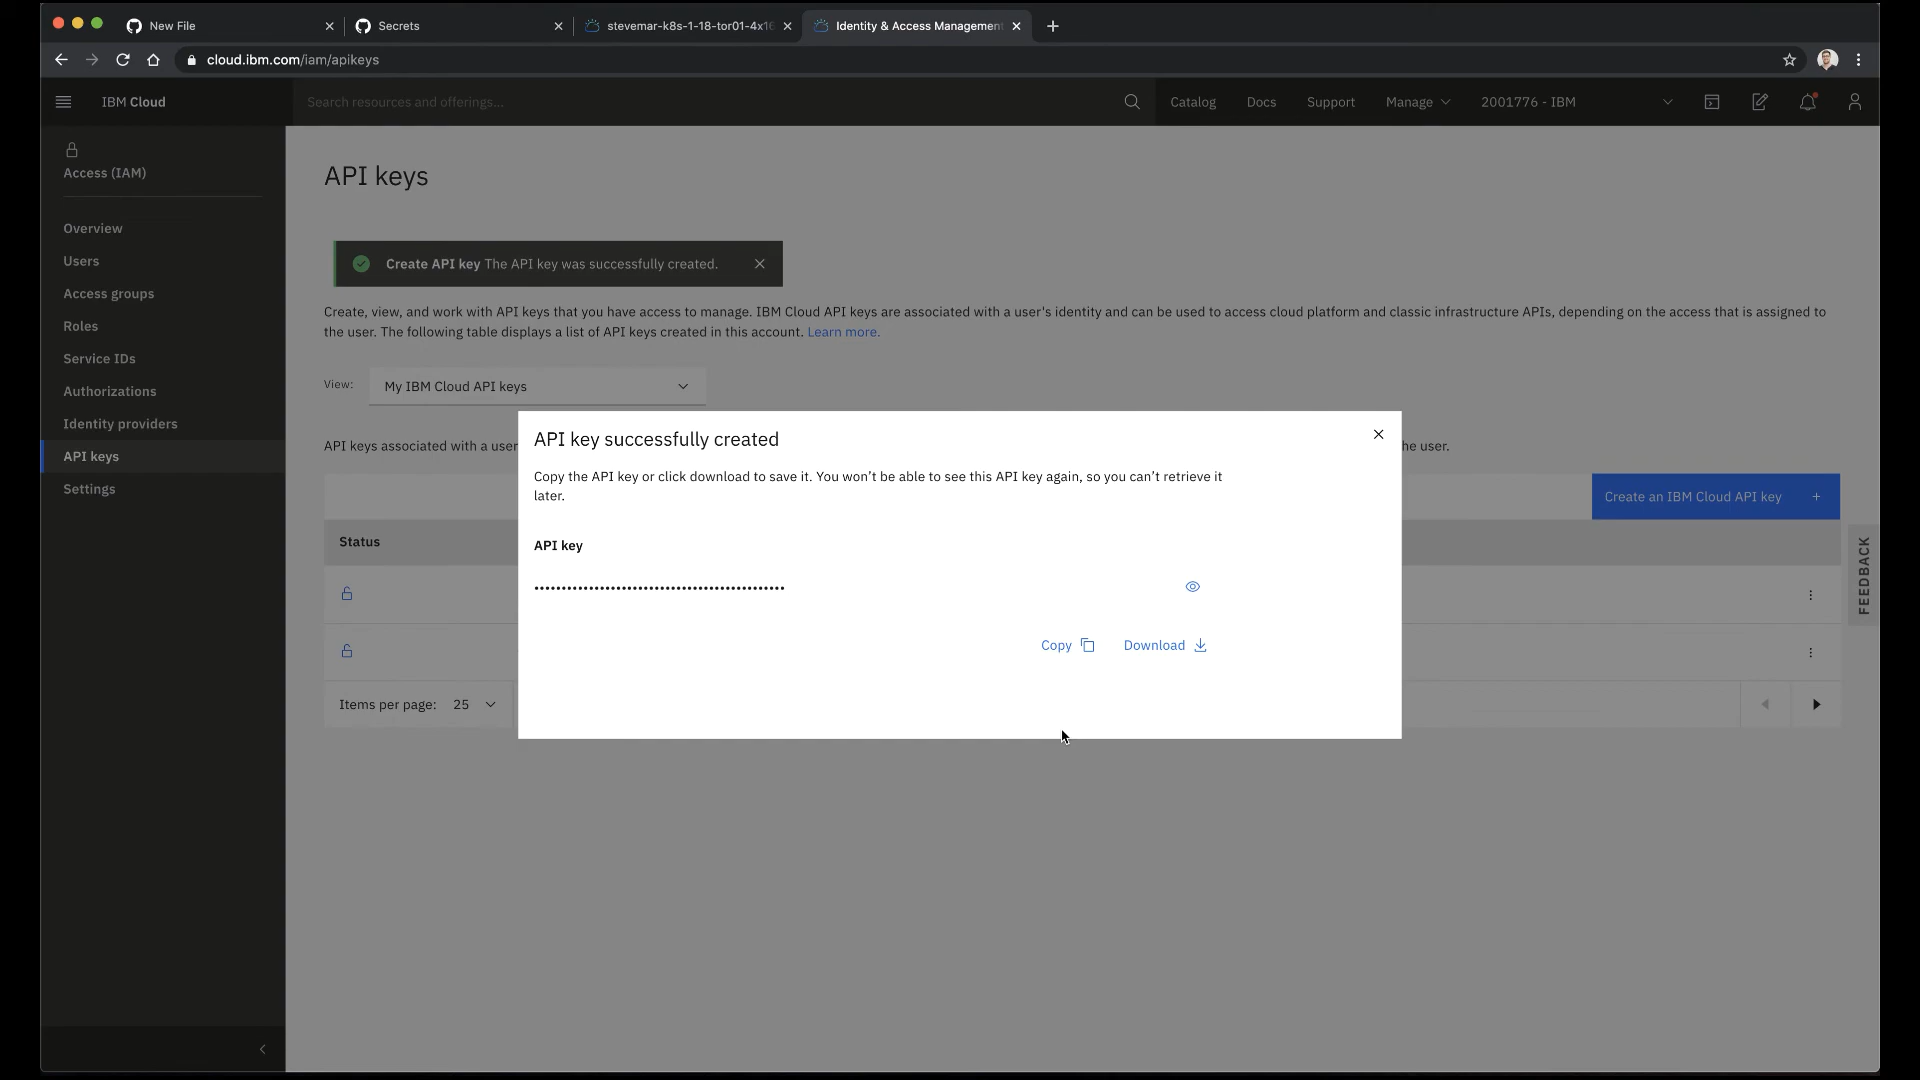 New File
Secrets
stevemar-k8s-1-18-tor01-4x16
Identity & Access Management
cloud.ibm.com/iam/apikeys
IBM Cloud
Search resources and offerings...
Catalog
Docs
Support
Manage
2001776 - IBM
Access (IAM)
Overview
Users
Access groups
Roles
Service IDs
Authorizations
Identity providers
API keys
Settings
API keys
Create API key The API key was successfully created.
Create, view, and work with API keys that you have access to manage. IBM Cloud API keys are associated with a user's identity and can be used to access cloud platform and classic infrastructure APIs, depending on the access that is assigned to
the user. The following table displays a list of API keys created in this account. Learn more.
View:
My IBM Cloud API keys
API keys associated with a user
he user.
Create an IBM Cloud API key +
Status
Items per page: 25
API key successfully created
Copy the API key or click download to save it. You won't be able to see this API key again, so you can't retrieve it
later.
API key
••••••••••••••••••••••••••••••••••••••••••••
Copy
Download
FEEDBACK